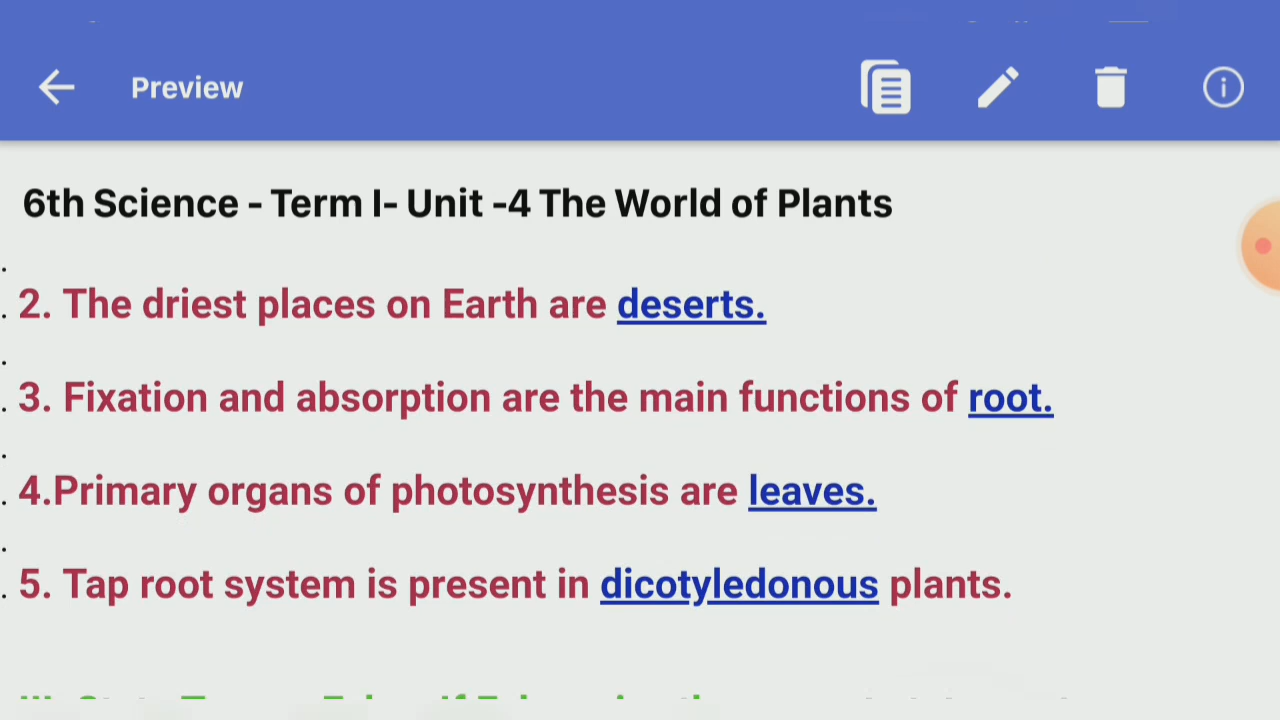 Preview
6th Science - Term I- Unit -4 The World of Plants
2. The driest places on Earth are deserts.
3. Fixation and absorption are the main functions of root.
4.Primary organs of photosynthesis are leaves.
5. Tap root system is present in dicotyledonous plants.